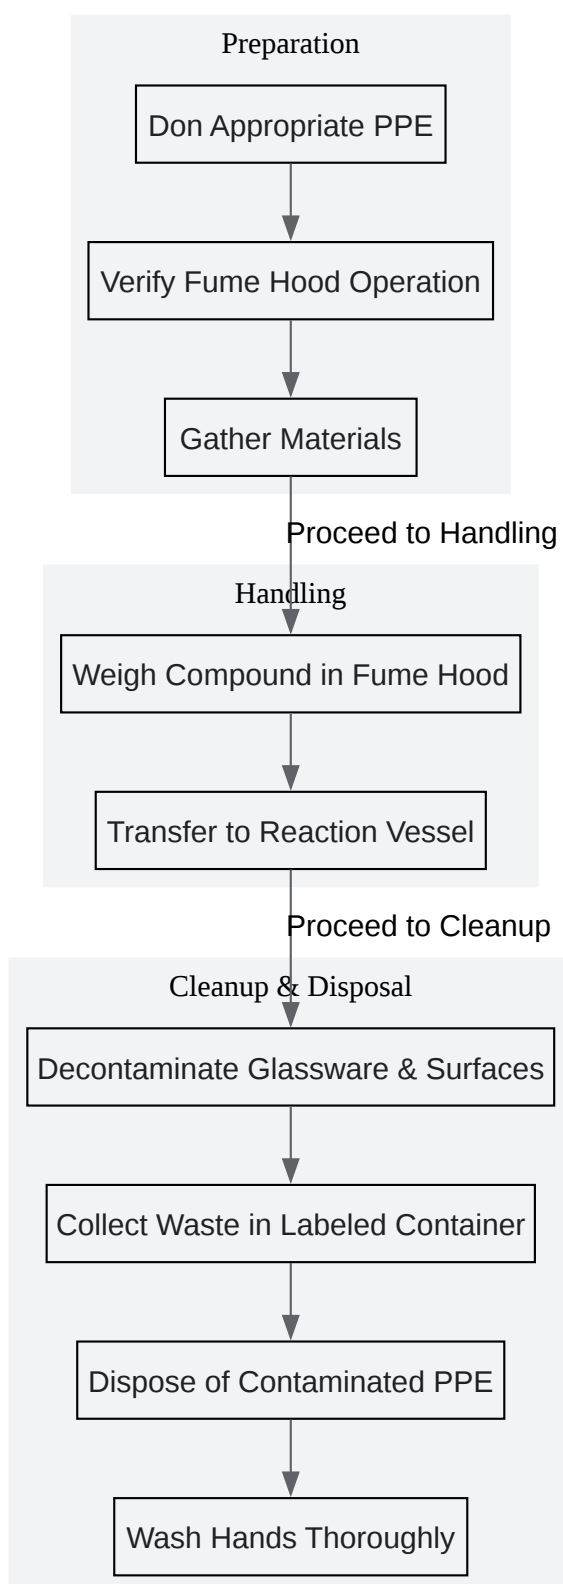 Preparation
Don Appropriate PPE
Verify Fume Hood Operation
Gather Materials
Proceed to Handling
Handling
Weigh Compound in Fume Hood
Transfer to Reaction Vessel
Proceed to Cleanup
Cleanup & Disposal
Decontaminate Glassware & Surfaces
Collect Waste in Labeled Container
Dispose of Contaminated PPE
Wash Hands Thoroughly